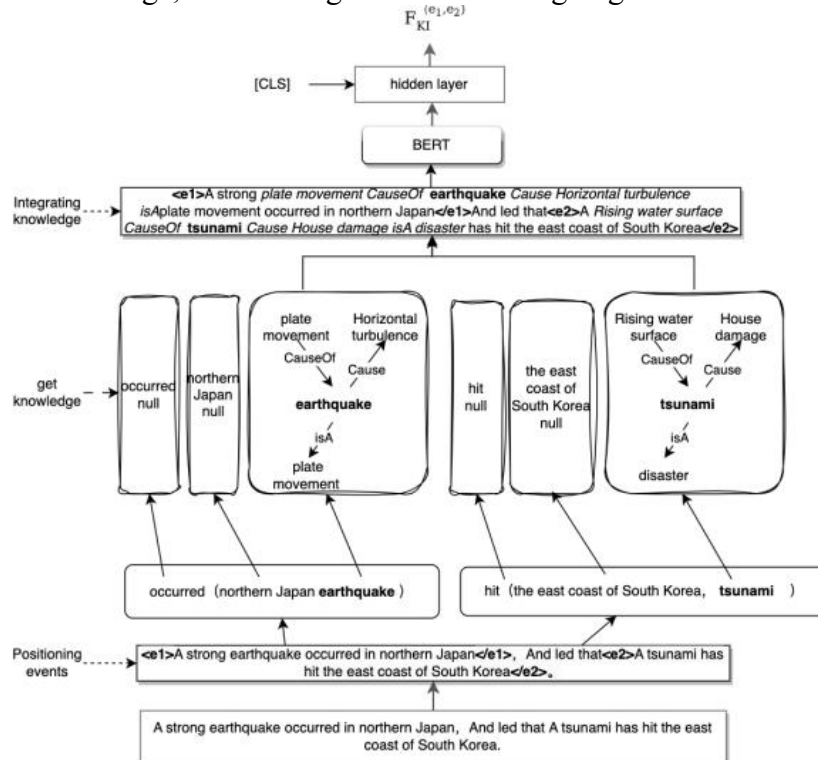 F_KI^(e1,e2)
[CLS]
hidden layer
BERT
Integrating
knowledge
<e1>A strong plate movement CauseOf earthquake Cause Horizontal turbulence
isAplate movement occurred in northern Japan</e1>And led that<e2>A Rising water surface
CauseOf tsunami Cause House damage isA disaster has hit the east coast of South Korea</e2>
get
knowledge
occurred
null
northern
Japan
null
plate
movement
Horizontal
turbulence
CauseOf
Cause
earthquake
isA
plate
movement
hit
null
the east
coast of
South Korea
null
Rising water
surface
House
damage
CauseOf
Cause
tsunami
isA
disaster
occurred（northern Japan earthquake）
hit（the east coast of South Korea, tsunami ）
Positioning
events
<e1>A strong earthquake occurred in northern Japan</e1>，And led that<e2>A tsunami has
hit the east coast of South Korea</e2>。
A strong earthquake occurred in northern Japan，And led that A tsunami has hit the east
coast of South Korea.